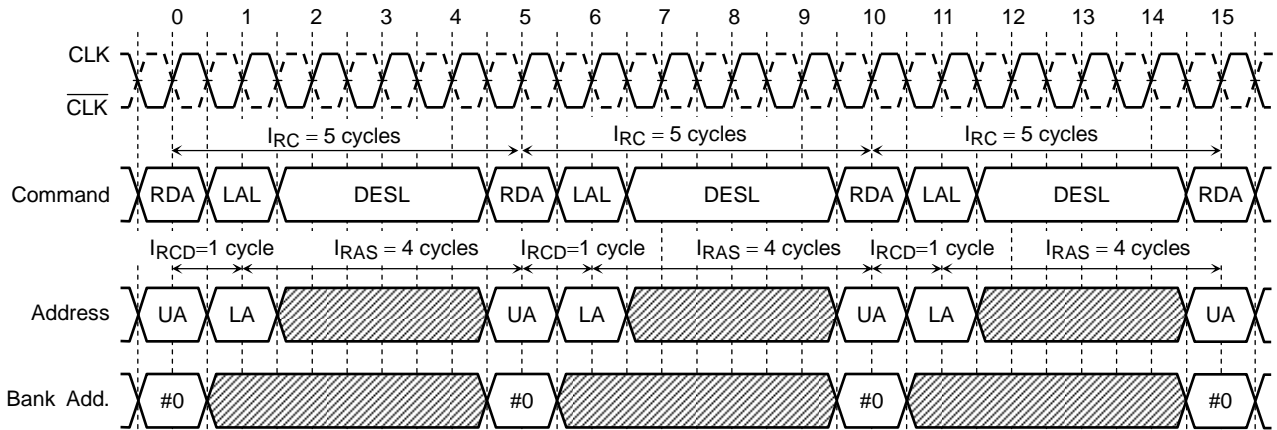 0 1 2 3 4 5 6 7 8 9 10 11 12 13 14 15
CLK
CLK
IRC = 5 cycles IRC = 5 cycles IRC = 5 cycles
Command RDA LAL DESL RDA LAL DESL RDA LAL DESL RDA
IRCD=1 cycle IRAS = 4 cycles IRCD=1 cycle IRAS = 4 cycles IRCD=1 cycle IRAS = 4 cycles
Address UA LA UA LA UA LA UA
Bank Add. #0 #0 #0 #0